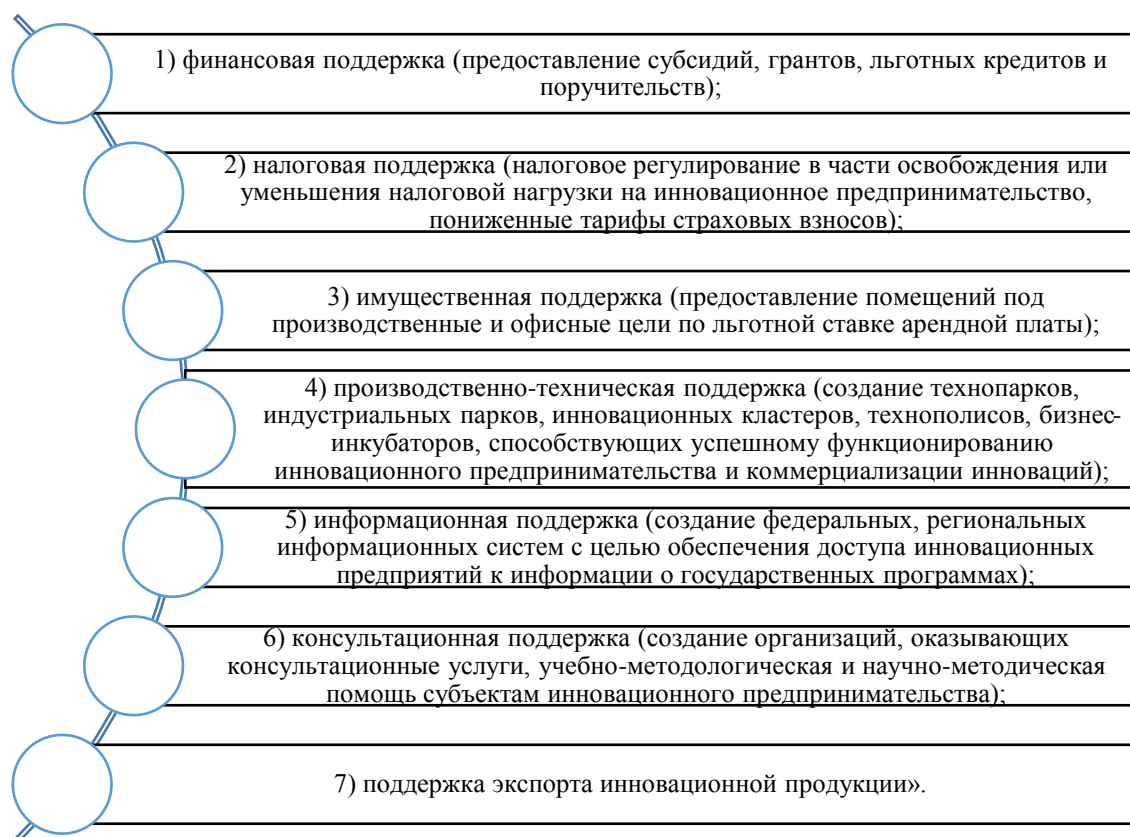 1) финансовая поддержка (предоставление субсидий, грантов, льготных кредитов и
поручительств);
2) налоговая поддержка (налоговое регулирование в части освобождения или
уменьшения налоговой нагрузки на инновационное предпринимательство,
пониженные тарифы страховых взносов);
3) имущественная поддержка (предоставление помещений под
производственные и офисные цели по льготной ставке арендной платы);
4) производственно-техническая поддержка (создание технопарков,
индустриальных парков, инновационных кластеров, технополисов, бизнес-
инкубаторов, способствующих успешному функционированию
инновационного предпринимательства и коммерциализации инноваций);
5) информационная поддержка (создание федеральных, региональных
информационных систем с целью обеспечения доступа инновационных
предприятий к информации о государственных программах);
6) консультационная поддержка (создание организаций, оказывающих
консультационные услуги, учебно-методологическая и научно-методическая
помощь субъектам инновационного предпринимательства);
7) поддержка экспорта инновационной продукции».